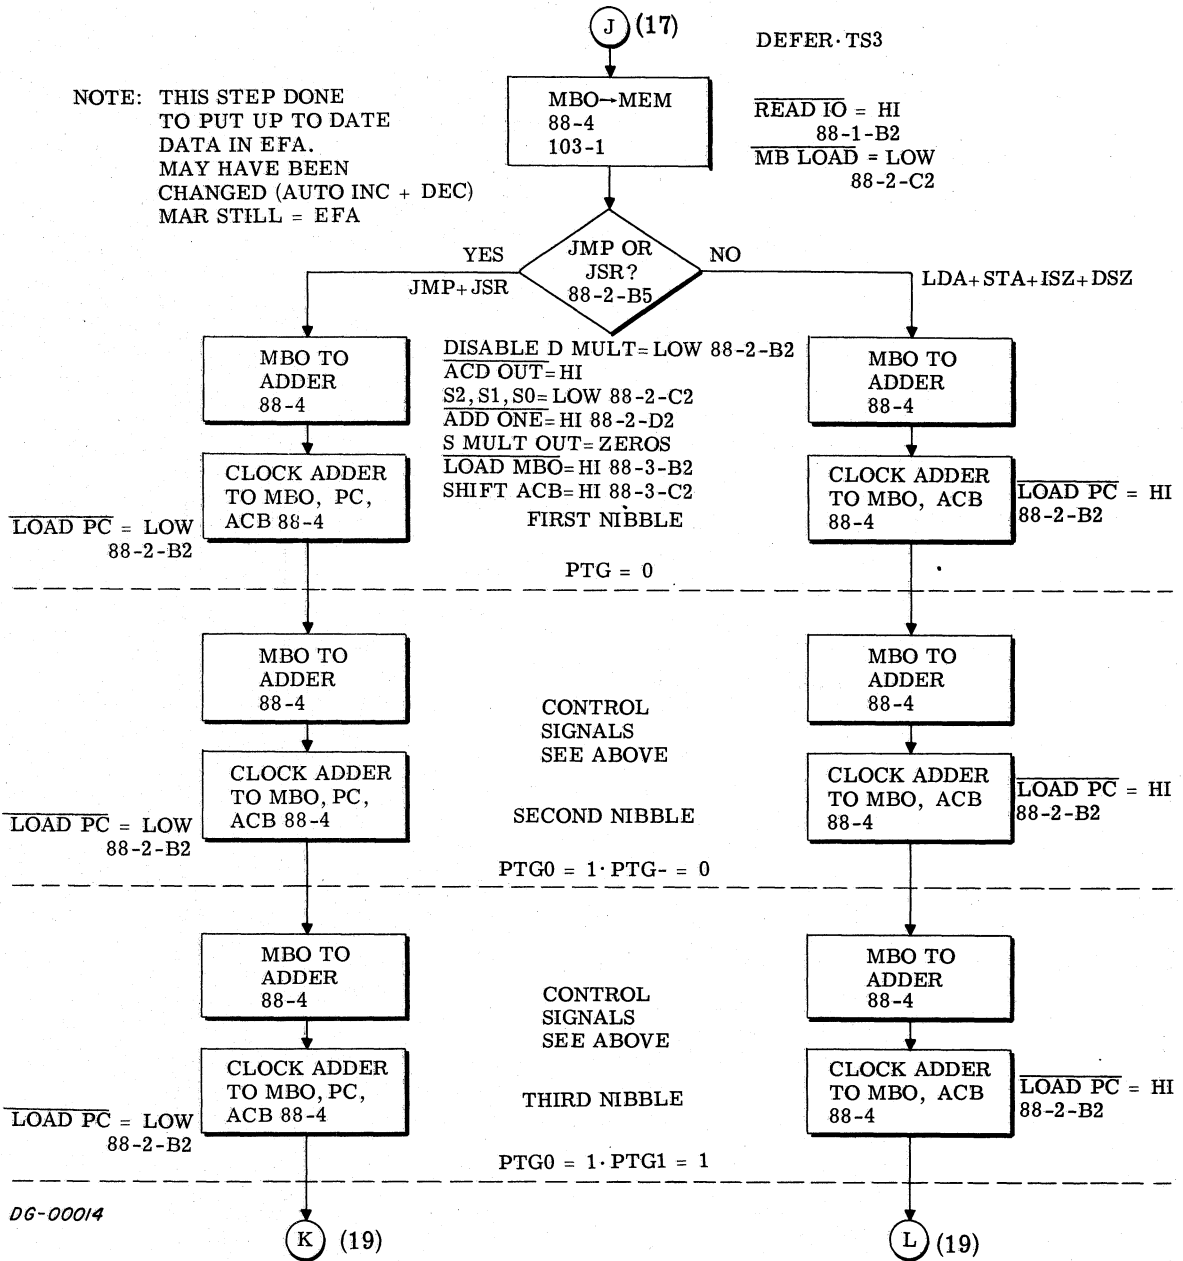 J (17)
DEFER·TS3
NOTE: THIS STEP DONE
TO PUT UP TO DATE
DATA IN EFA.
MAY HAVE BEEN
CHANGED (AUTO INC + DEC)
MAR STILL = EFA
MBO→MEM
88-4
103-1
READ IO = HI
88-1-B2
MB LOAD = LOW
88-2-C2
JMP OR
JSR?
88-2-B5
YES
JMP+JSR
NO
LDA+STA+ISZ+DSZ
MBO TO
ADDER
88-4
DISABLE D MULT=LOW 88-2-B2
ACD OUT=HI
S2, S1, S0=LOW 88-2-C2
ADD ONE=HI 88-2-D2
S MULT OUT=ZEROS
LOAD MBO=HI 88-3-B2
SHIFT ACB=HI 88-3-C2
FIRST NIBBLE
MBO TO
ADDER
88-4
CLOCK ADDER
TO MBO, PC,
ACB 88-4
LOAD PC = LOW
88-2-B2
CLOCK ADDER
TO MBO, ACB
88-4
LOAD PC = HI
88-2-B2
PTG = 0
MBO TO
ADDER
88-4
CONTROL
SIGNALS
SEE ABOVE
MBO TO
ADDER
88-4
CLOCK ADDER
TO MBO, PC,
ACB 88-4
LOAD PC = LOW
88-2-B2
SECOND NIBBLE
CLOCK ADDER
TO MBO, ACB
88-4
LOAD PC = HI
88-2-B2
PTG0 = 1·PTG- = 0
MBO TO
ADDER
88-4
CONTROL
SIGNALS
SEE ABOVE
MBO TO
ADDER
88-4
CLOCK ADDER
TO MBO, PC,
ACB 88-4
LOAD PC = LOW
88-2-B2
THIRD NIBBLE
CLOCK ADDER
TO MBO, ACB
88-4
LOAD PC = HI
88-2-B2
PTG0 = 1·PTG1 = 1
DG-00014
K (19)
L (19)